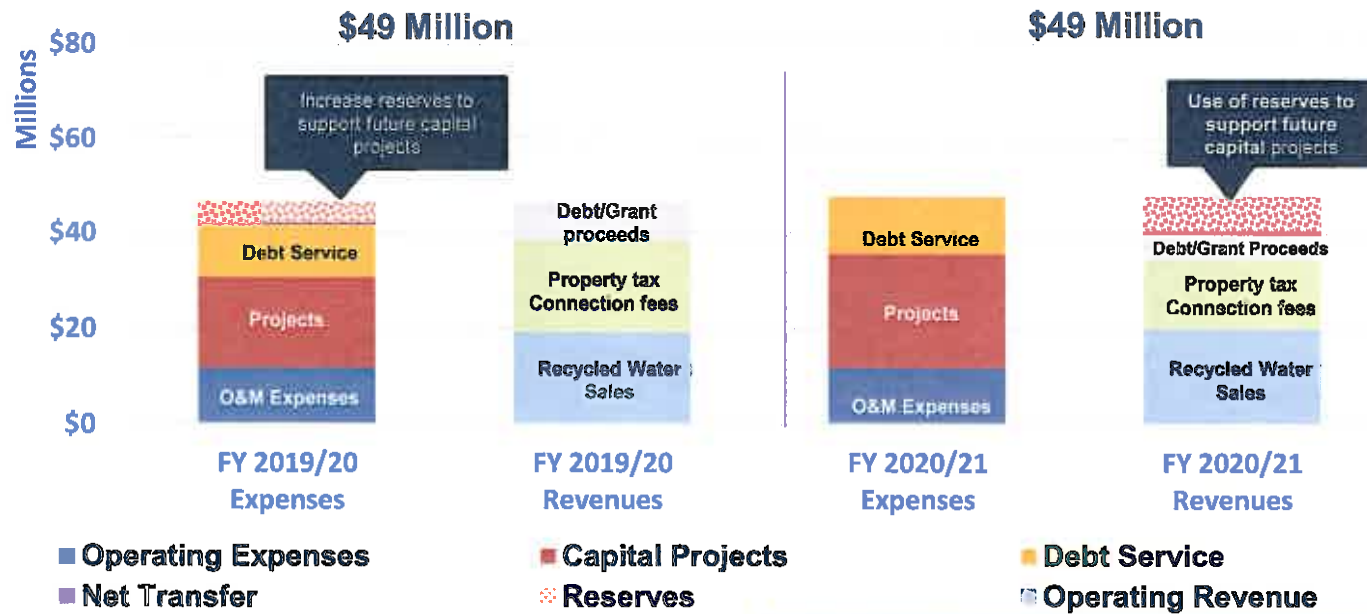 $49 Million
$49 Million
Millions
$80
$60
$40
$20
$0
Increase reserves to
support future capital
projects
Use of reserves to
support future
capital projects
Debt Service
Projects
O&M Expenses
Debt/Grant
proceeds
Property tax
Connection fees
Recycled Water
Sales
Debt Service
Projects
O&M Expenses
Debt/Grant Proceeds
Property tax
Connection fees
Recycled Water
Sales
FY 2019/20
Expenses
FY 2019/20
Revenues
FY 2020/21
Expenses
FY 2020/21
Revenues
Operating Expenses
Capital Projects
Debt Service
Net Transfer
Reserves
Operating Revenue